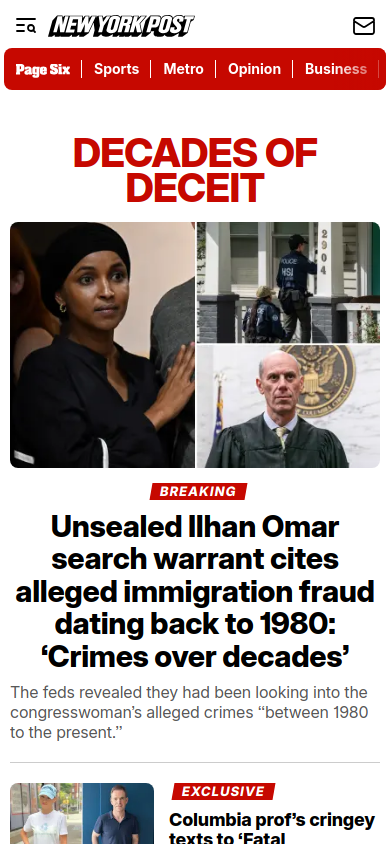 NEW YORK POST
Page Six
Sports
Metro
Opinion
Business
DECADES OF
DECEIT
2904
POLICE
HSI
BREAKING
Unsealed Ilhan Omar
search warrant cites
alleged immigration fraud
dating back to 1980:
‘Crimes over decades’
The feds revealed they had been looking into the
congresswoman’s alleged crimes “between 1980
to the present.”
EXCLUSIVE
Columbia prof’s cringey
texts to ‘Fatal